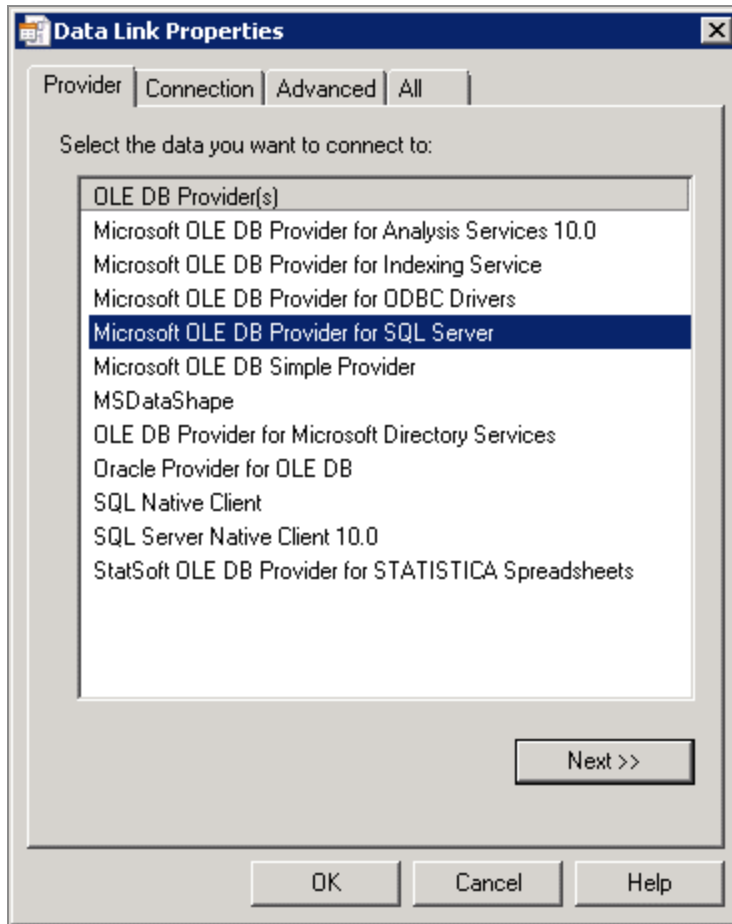 Data Link Properties
Provider Connection Advanced All
Select the data you want to connect to:
OLE DB Provider(s)
Microsoft OLE DB Provider for Analysis Services 10.0
Microsoft OLE DB Provider for Indexing Service
Microsoft OLE DB Provider for ODBC Drivers
Microsoft OLE DB Provider for SQL Server
Microsoft OLE DB Simple Provider
MSDataShape
OLE DB Provider for Microsoft Directory Services
Oracle Provider for OLE DB
SQL Native Client
SQL Server Native Client 10.0
StatSoft OLE DB Provider for STATISTICA Spreadsheets
Next >>
OK Cancel Help